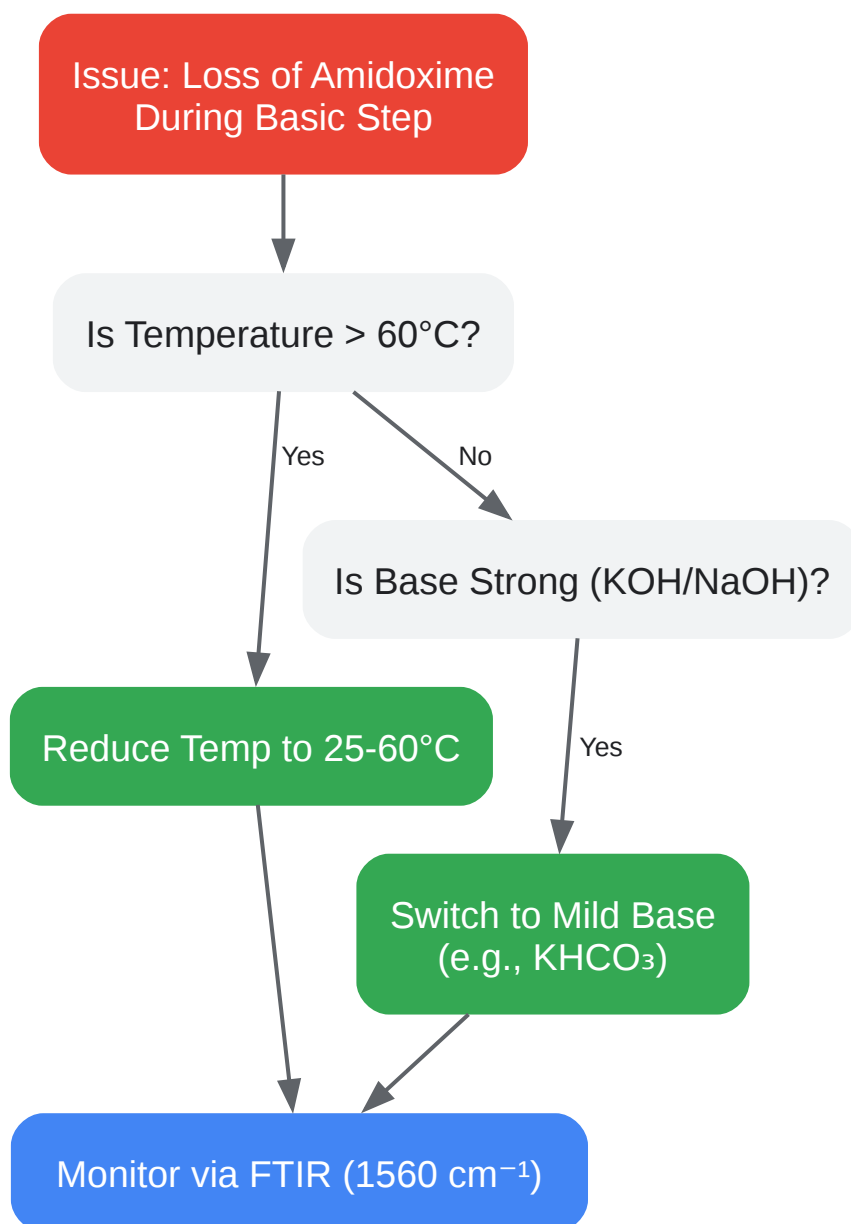 Issue: Loss of Amidoxime
During Basic Step
Is Temperature > 60°C?
Yes
No
Is Base Strong (KOH/NaOH)?
Reduce Temp to 25-60°C
Yes
Switch to Mild Base
(e.g., KHCO₃)
Monitor via FTIR (1560 cm⁻¹)